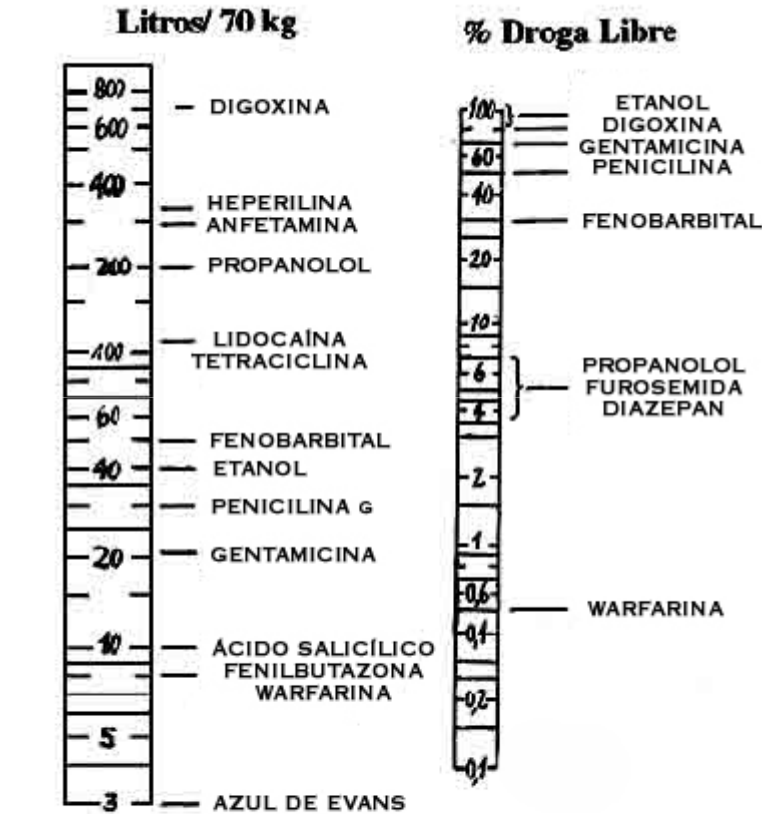 Litros/ 70 kg
800
600
400
200
100
60
40
20
10
5
3
DIGOXINA
HEPERILINA
ANFETAMINA
PROPANOLOL
LIDOCAÍNA
TETRACICLINA
FENOBARBITAL
ETANOL
PENICILINA G
GENTAMICINA
ÁCIDO SALICÍLICO
FENILBUTAZONA
WARFARINA
AZUL DE EVANS
% Droga Libre
100
60
40
20
10
6
4
2
1
0,6
0,2
0,1
ETANOL
DIGOXINA
GENTAMICINA
PENICILINA
FENOBARBITAL
PROPANOLOL
FUROSEMIDA
DIAZEPAN
WARFARINA